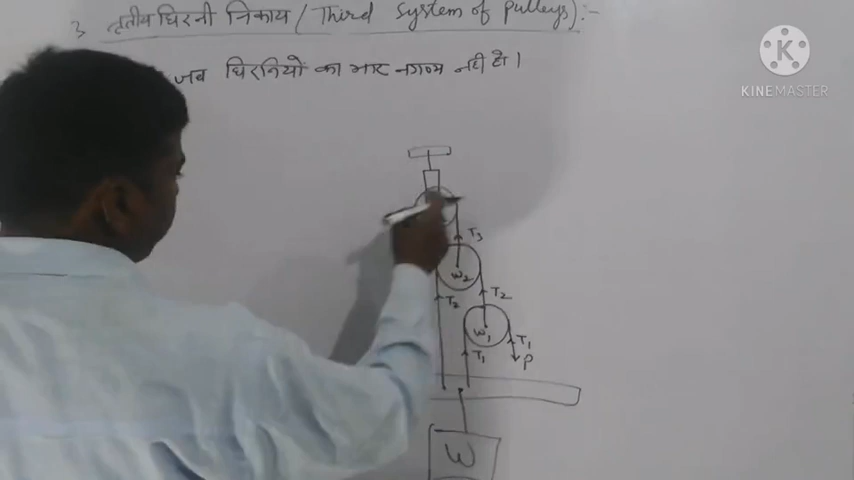 3 तृतीय घिरनी निकाय (Third System of Pulleys):-
जब घिरनियों का भार नगण्य नहीं हो।
KINEMASTER
T3
W2
T2
T2
W1
T1
T1
P
W